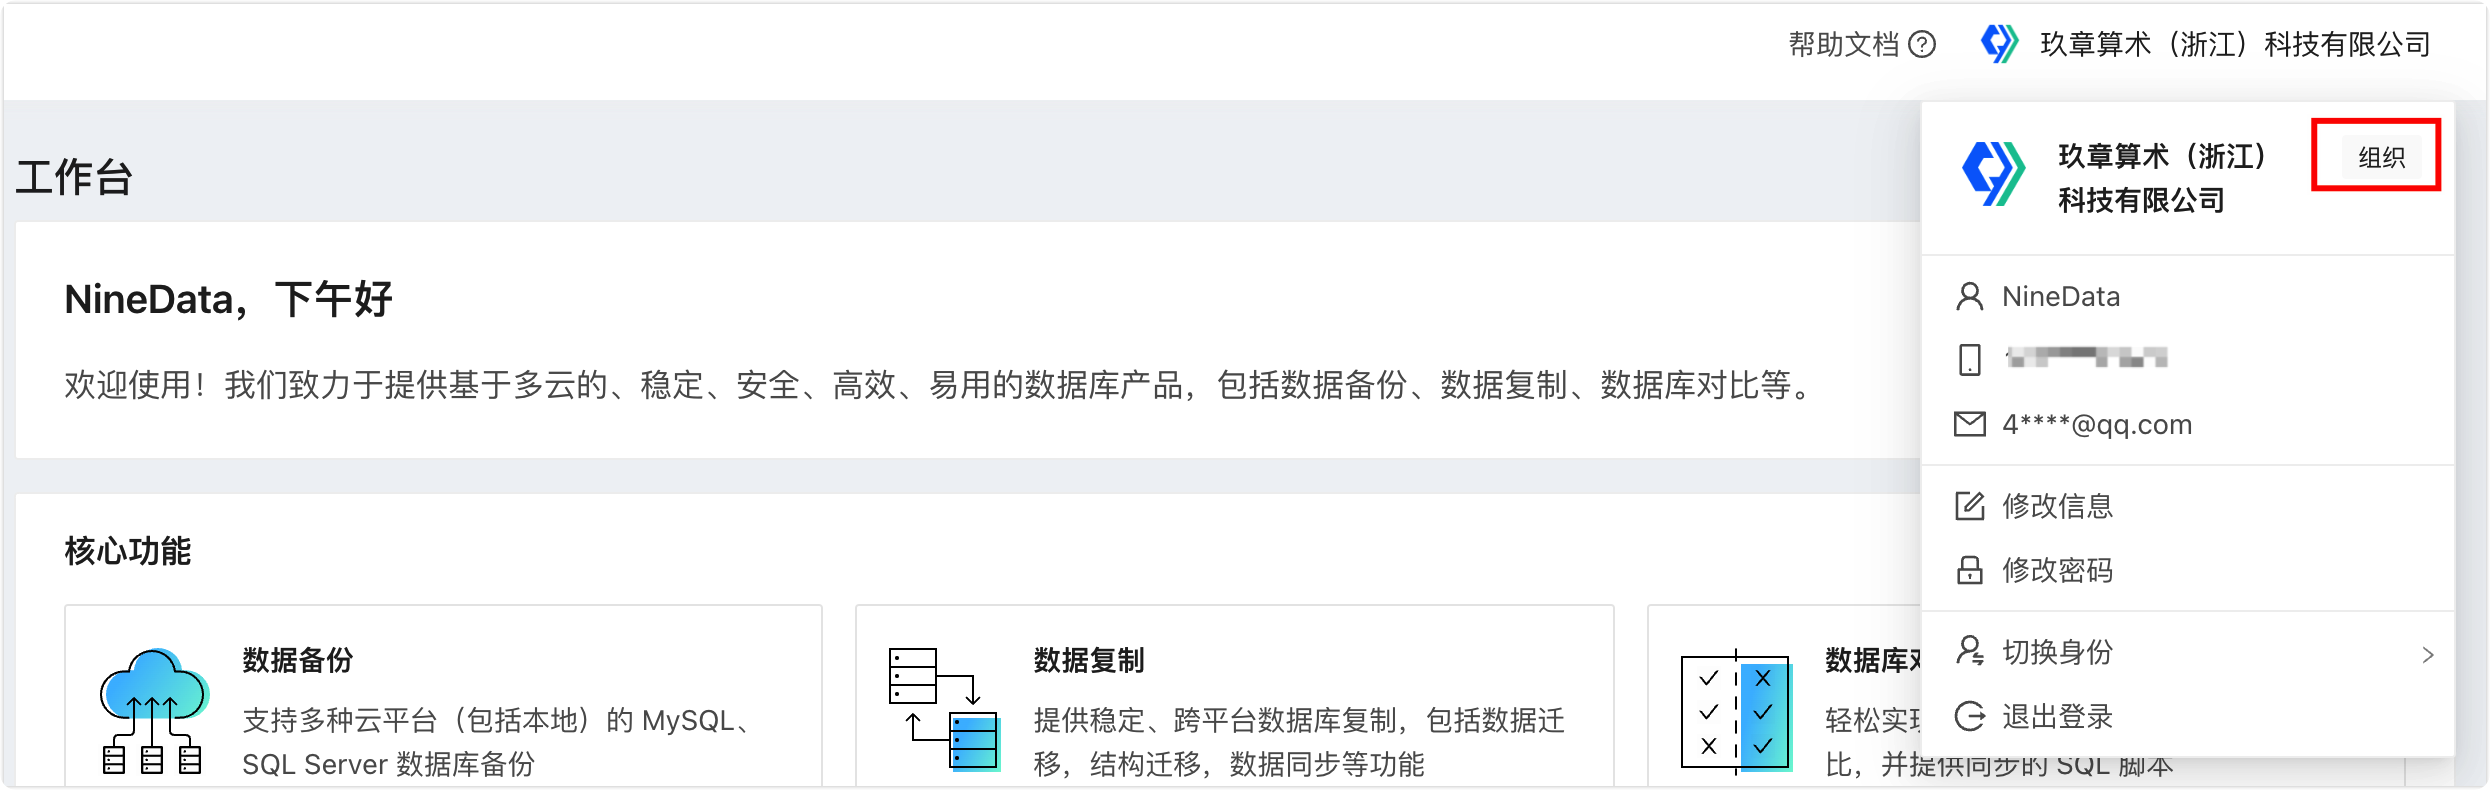 帮助文档
玖章算术（浙江）科技有限公司
工作台
NineData，下午好
欢迎使用！我们致力于提供基于多云的、稳定、安全、高效、易用的数据库产品，包括数据备份、数据复制、数据库对比等。
核心功能
数据备份
支持多种云平台（包括本地）的 MySQL、
SQL Server 数据库备份
数据复制
提供稳定、跨平台数据库复制，包括数据迁
移，结构迁移，数据同步等功能
数据库
轻松实
比，并提供同步的 SQL 脚本
玖章算术（浙江）
科技有限公司
组织
NineData
4****@qq.com
修改信息
修改密码
切换身份
退出登录